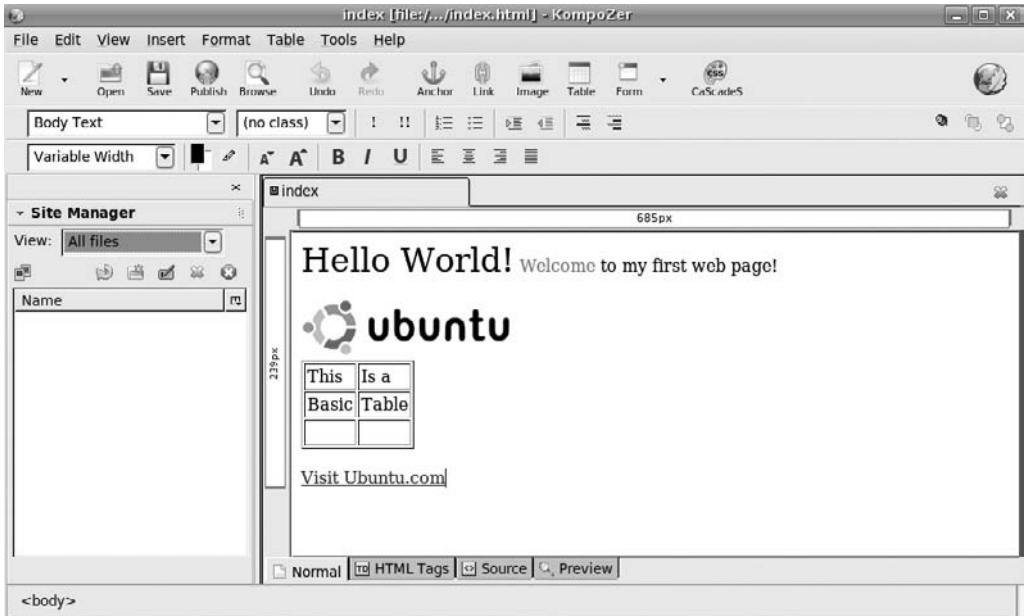 index [file:/.../index.html] - KompoZer
File Edit View Insert Format Table Tools Help
New Open Save Publish Browse Undo Redo Anchor Link Image Table Form CSS CaScadeS
Body Text (no class) ! !!
Variable Width A A B I U
index
Site Manager
685px
View: All files
Name
239px
Hello World! Welcome to my first web page!
ubuntu
This Is a
Basic Table
Visit Ubuntu.com
Normal TD HTML Tags Source Preview
<body>